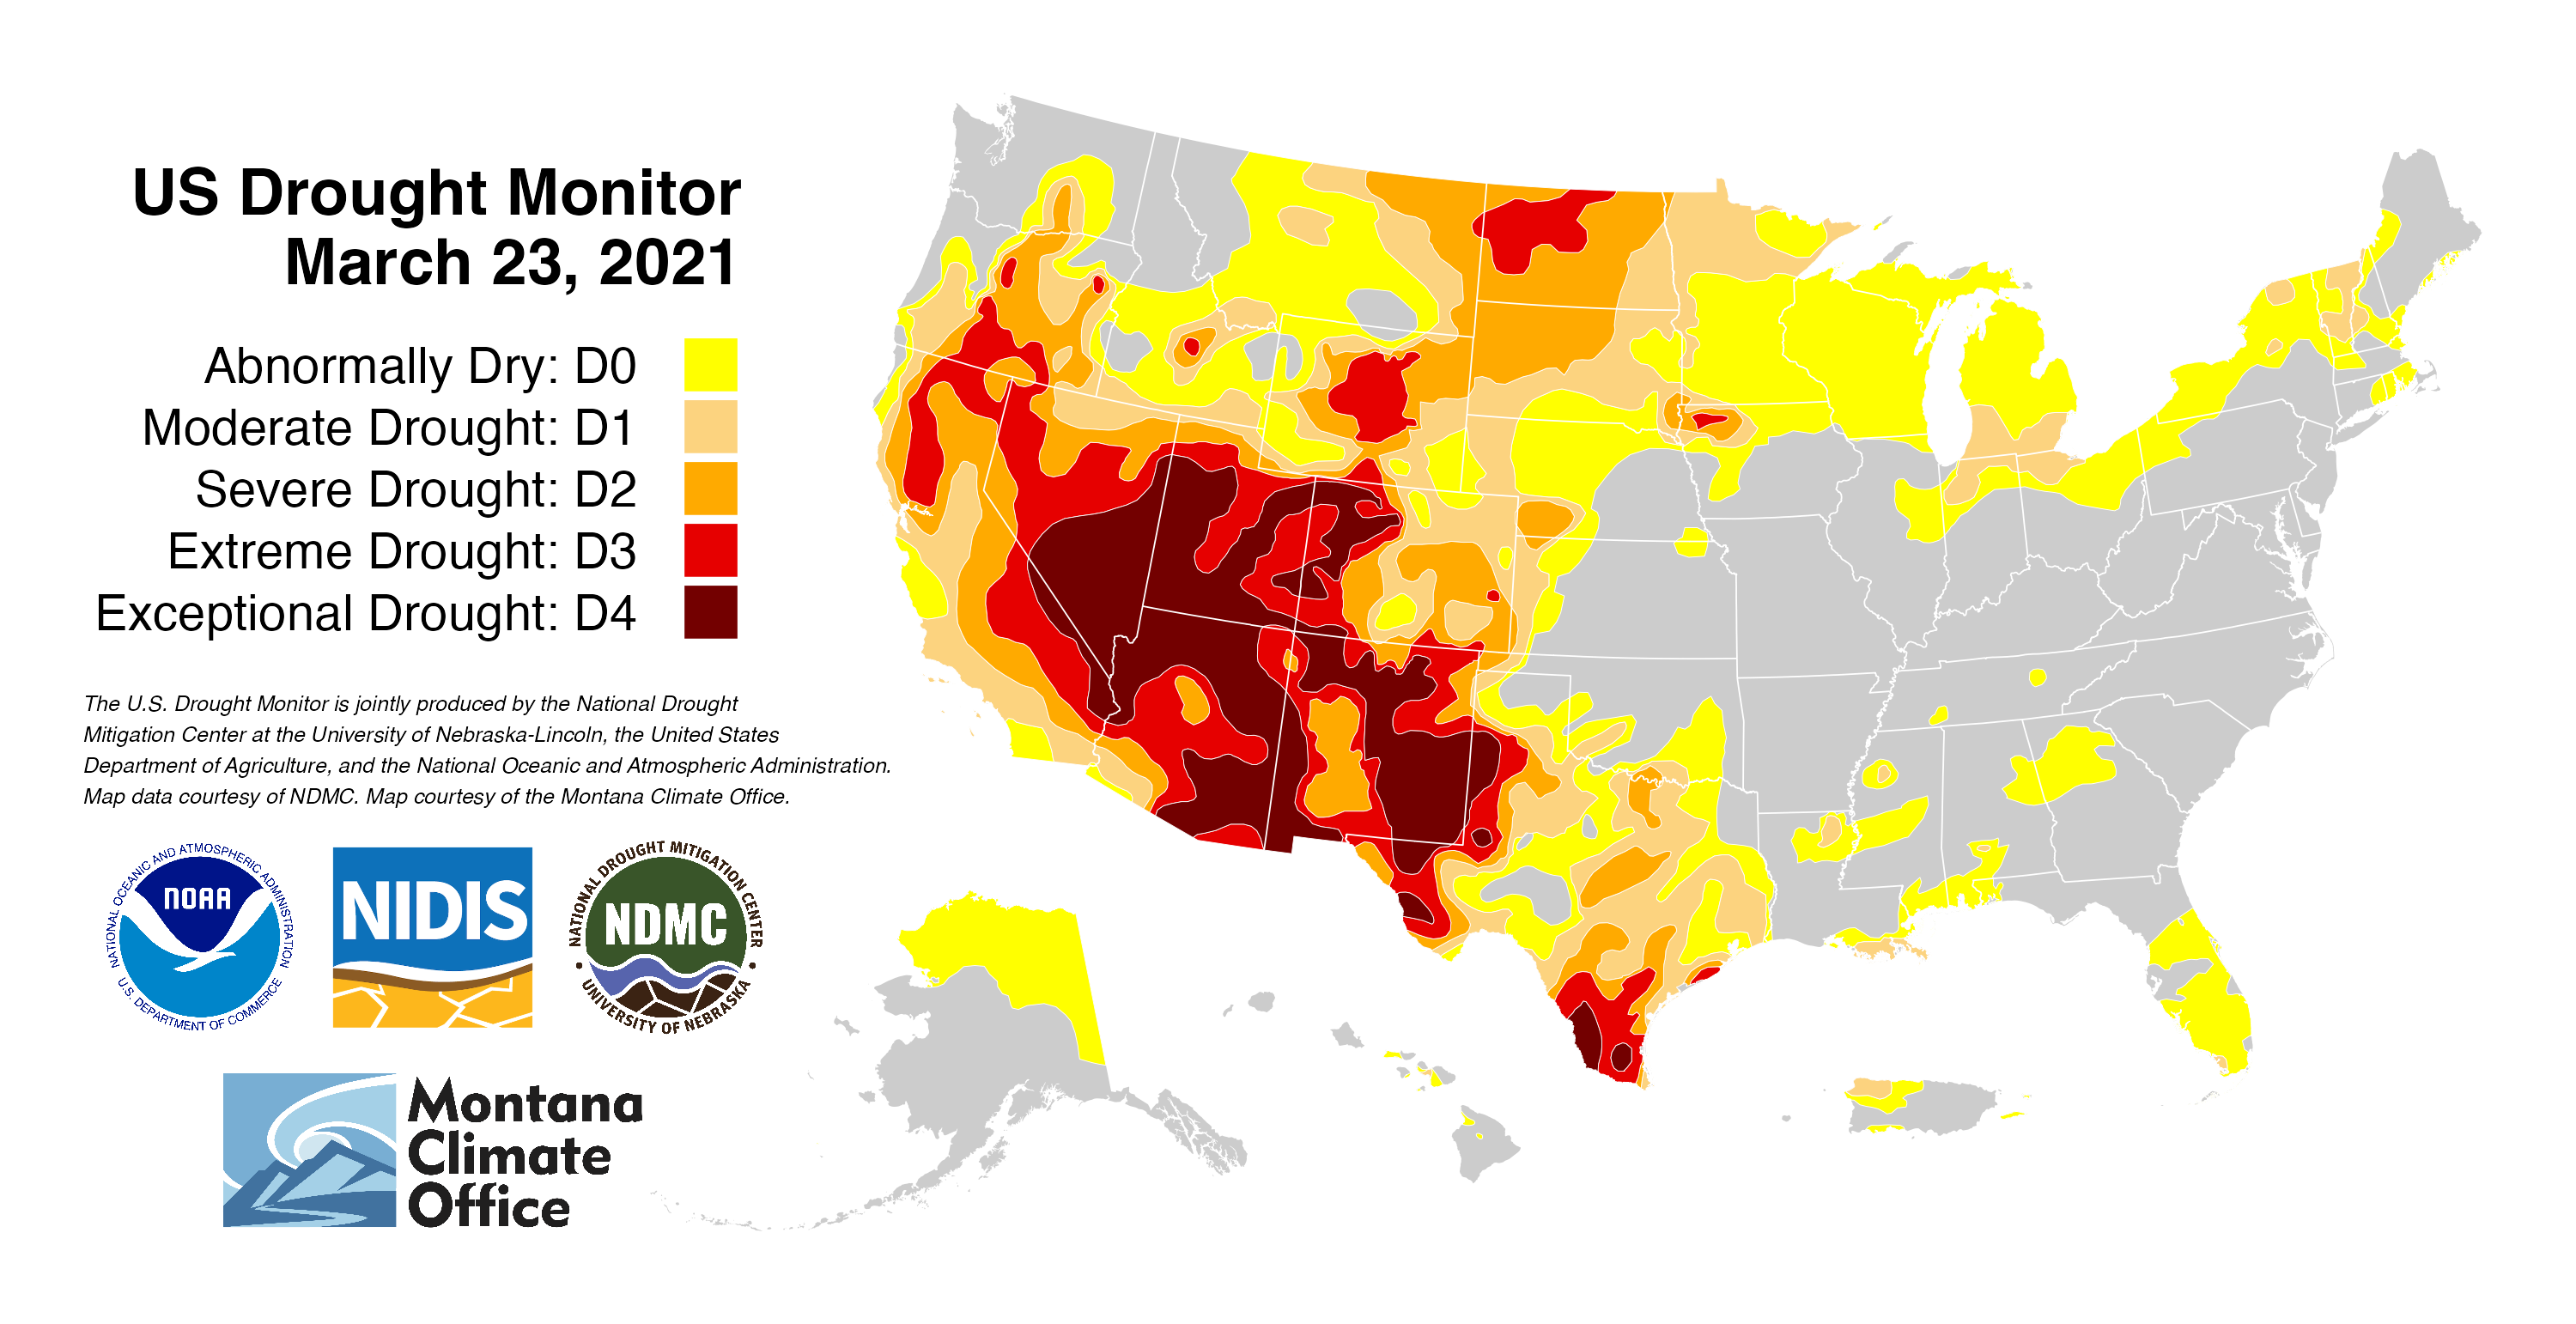 US Drought Monitor
March 23, 2021
Abnormally Dry: D0
Moderate Drought: D1
Severe Drought: D2
Extreme Drought: D3
Exceptional Drought: D4
The U.S. Drought Monitor is jointly produced by the National Drought
Mitigation Center at the University of Nebraska-Lincoln, the United States
Department of Agriculture, and the National Oceanic and Atmospheric Administration.
Map data courtesy of NDMC. Map courtesy of the Montana Climate Office.
NATIONAL OCEANIC AND ATMOSPHERIC ADMINISTRATION
NOAA
U.S. DEPARTMENT OF COMMERCE
NIDIS
NATIONAL DROUGHT MITIGATION CENTER
NDMC
UNIVERSITY OF NEBRASKA
Montana
Climate
Office